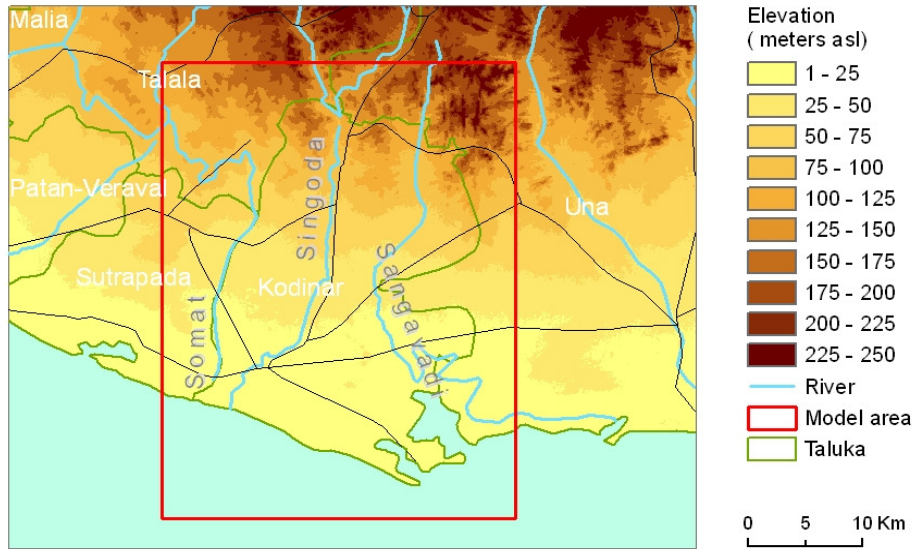 Malia
Talala
Patan-Veraval
Singoda
Una
Sutrapada
Kodinar
Sangavadi
Somat
Elevation
( meters asl)
1 - 25
25 - 50
50 - 75
75 - 100
100 - 125
125 - 150
150 - 175
175 - 200
200 - 225
225 - 250
River
Model area
Taluka
0 5 10 Km